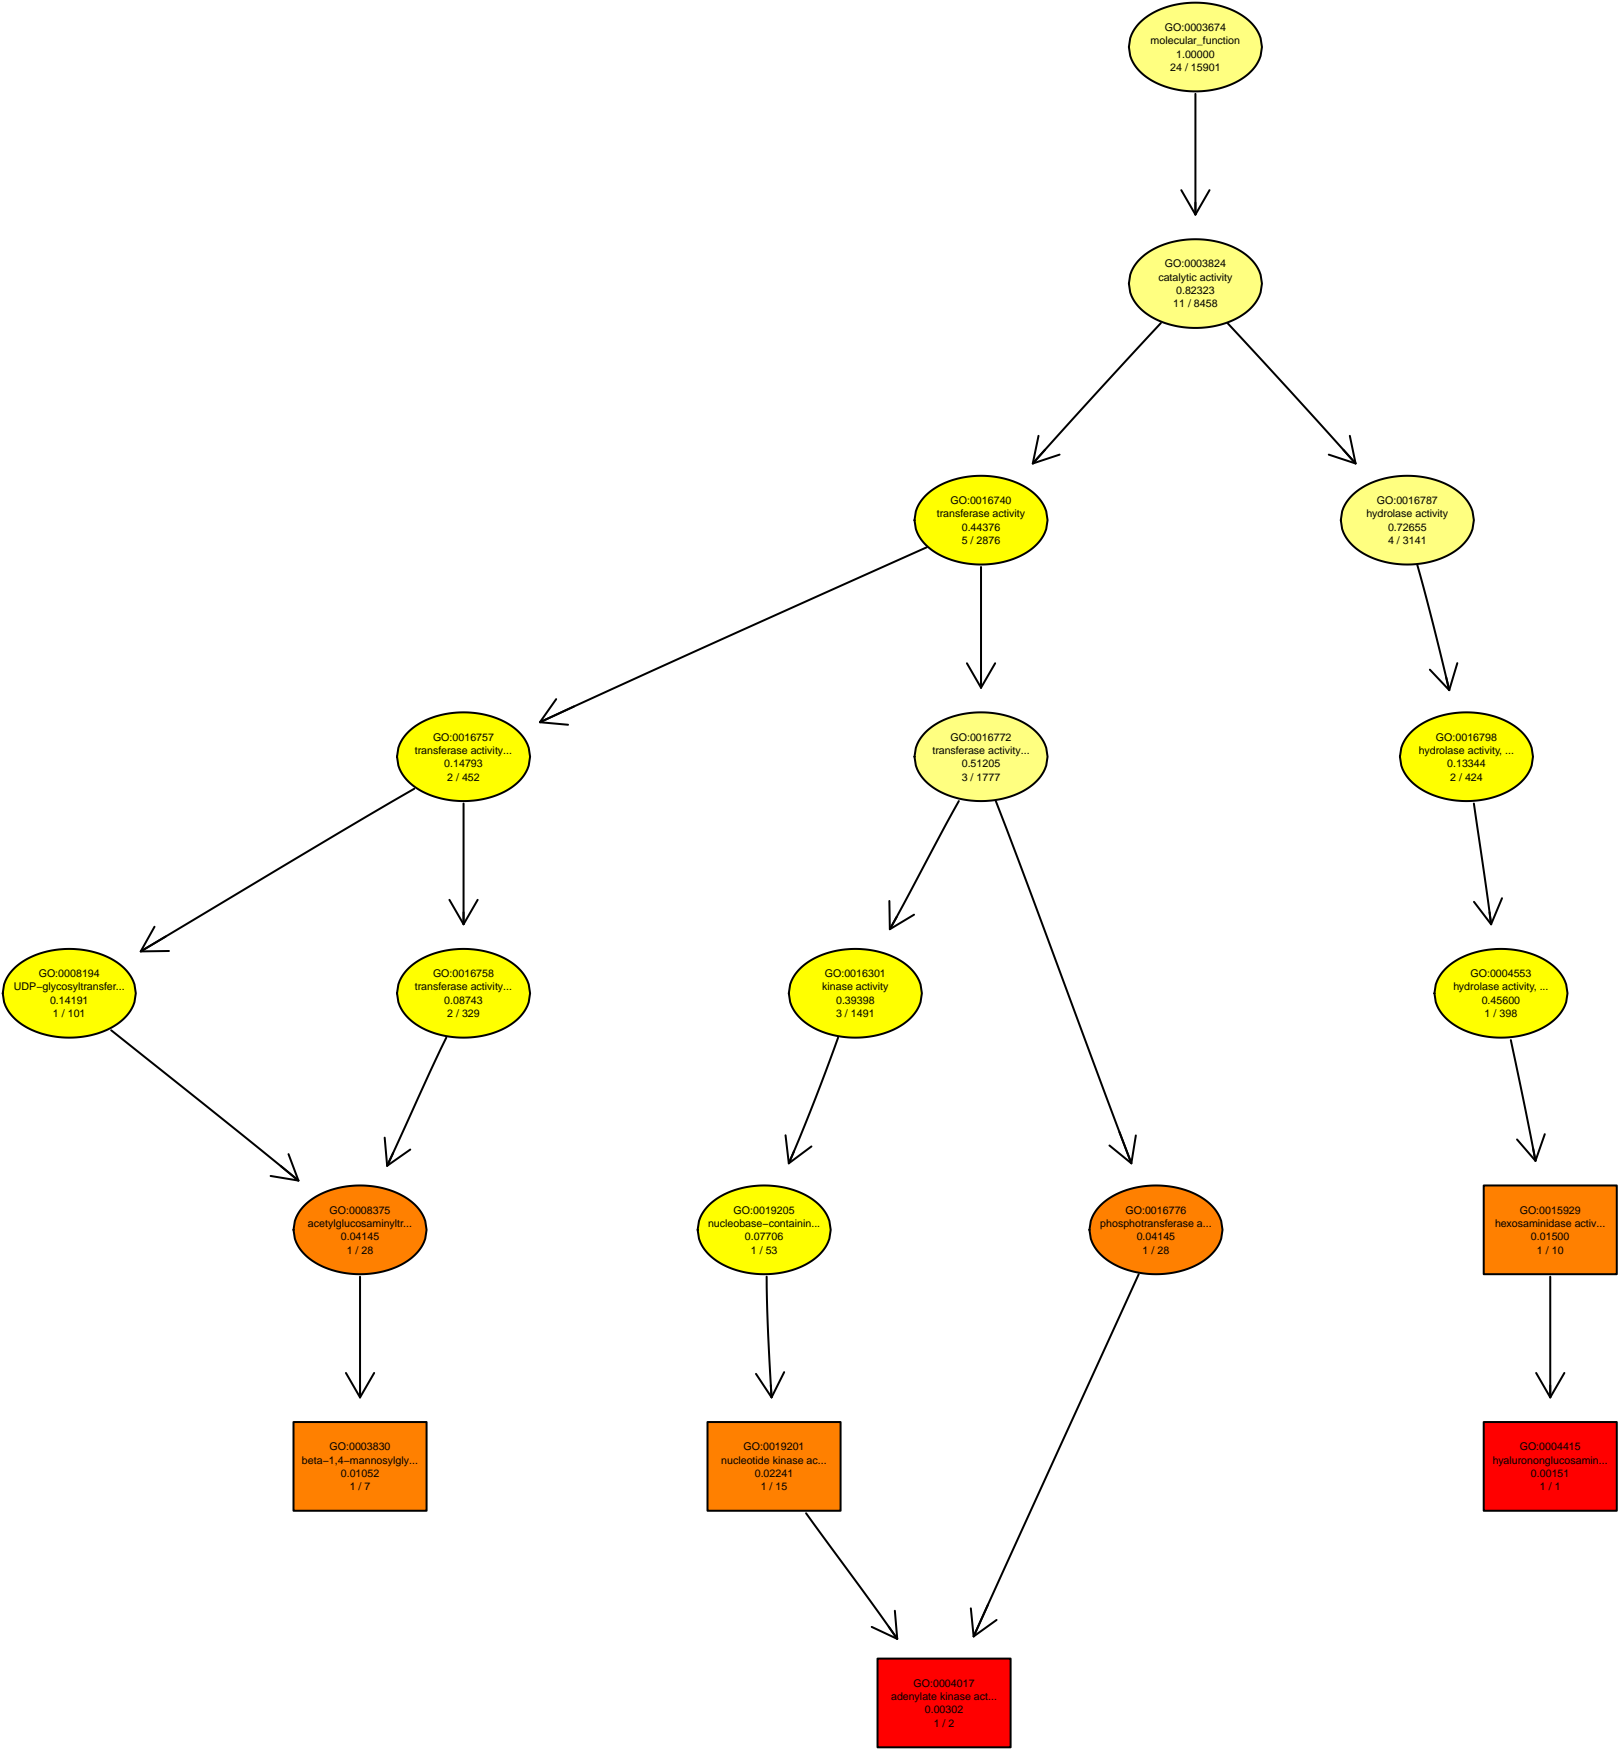 GO:0003674
molecular_function
1.00000
24 / 15901
GO:0003824
catalytic activity
0.82323
11 / 8458
GO:0016740
transferase activity
0.44376
5 / 2876
GO:0016787
hydrolase activity
0.72655
4 / 3141
GO:0016757
transferase activity...
0.14793
2 / 452
GO:0016772
transferase activity...
0.51205
3 / 1777
GO:0016798
hydrolase activity, ...
0.13344
2 / 424
GO:0008194
UDP−glycosyltransfer...
0.14191
1 / 101
GO:0016758
transferase activity...
0.08743
2 / 329
GO:0016301
kinase activity
0.39398
3 / 1491
GO:0004553
hydrolase activity, ...
0.45600
1 / 398
GO:0008375
acetylglucosaminyltr...
0.04145
1 / 28
GO:0019205
nucleobase−containin...
0.07706
1 / 53
GO:0016776
phosphotransferase a...
0.04145
1 / 28
GO:0015929
hexosaminidase activ...
0.01500
1 / 10
GO:0003830
beta−1,4−mannosylgly...
0.01052
1 / 7
GO:0019201
nucleotide kinase ac...
0.02241
1 / 15
GO:0004415
hyalurononglucosamin...
0.00151
1 / 1
GO:0004017
adenylate kinase act...
0.00302
1 / 2